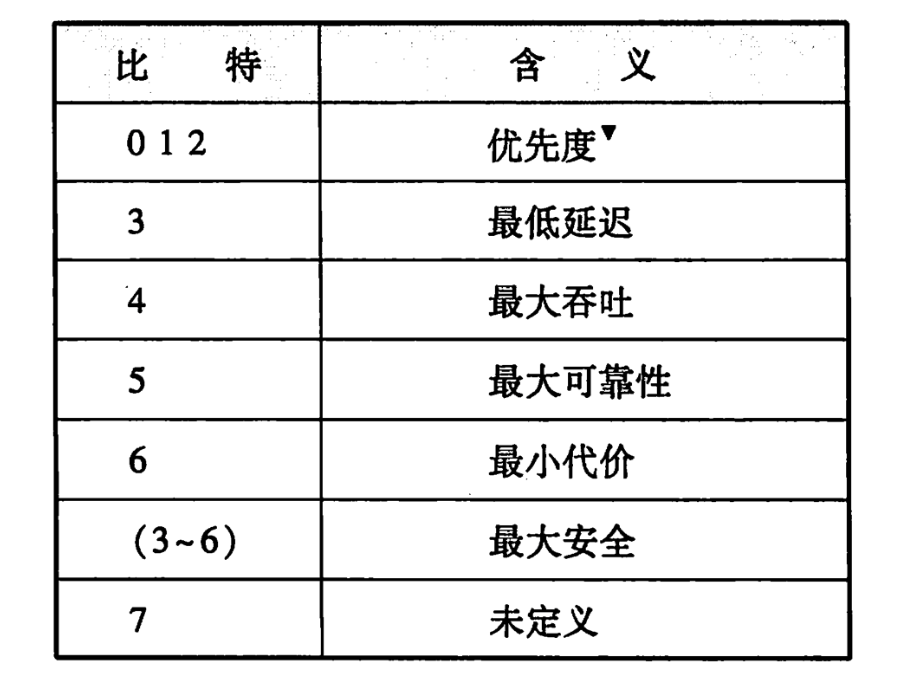 比 特 含 义
0 1 2 优先度▼
3 最低延迟
4 最大吞吐
5 最大可靠性
6 最小代价
(3~6) 最大安全
7 未定义